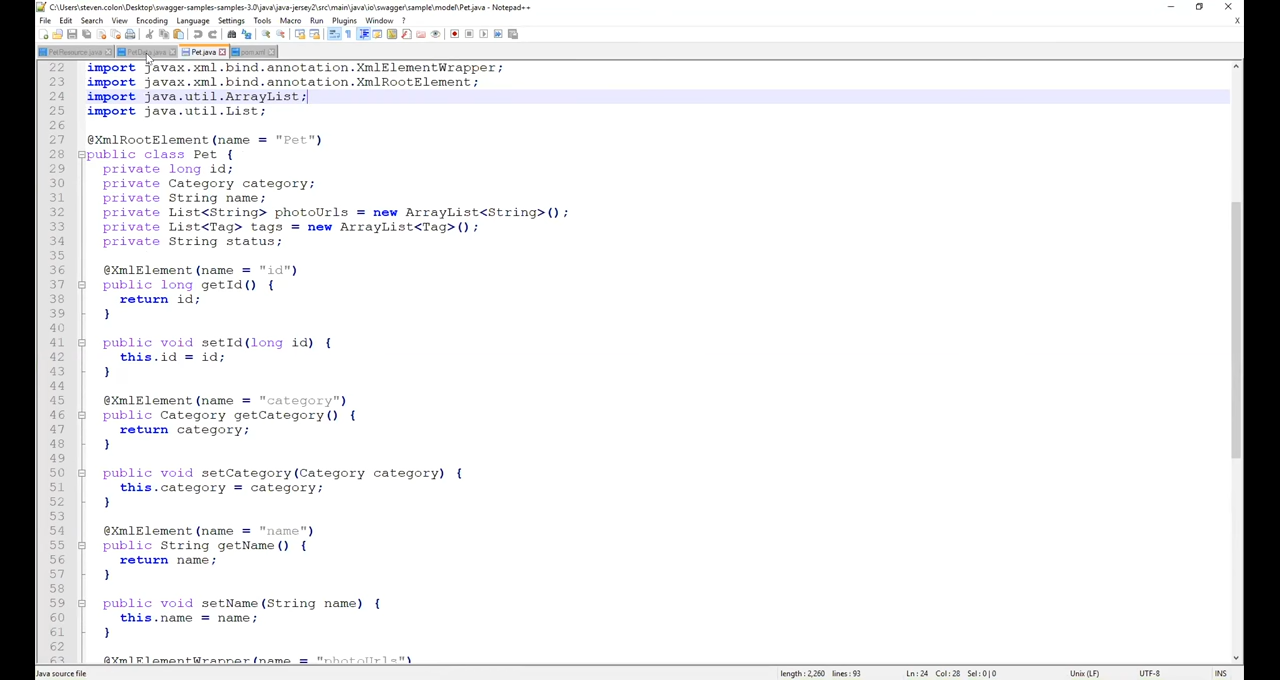 C:\Users\steven.colon\Desktop\swagger-samples-samples-3.0\java\java-jersey2\src\main\java\io\swagger\sample\model\Pet.java - Notepad++
File Edit Search View Encoding Language Settings Tools Macro Run Plugins Window ?
X
PetResource.java PetData.java Pet.java pom.xml
22 import javax.xml.bind.annotation.XmlElementWrapper;
23 import javax.xml.bind.annotation.XmlRootElement;
24 import java.util.ArrayList;
25 import java.util.List;
26
27 @XmlRootElement(name = "Pet")
28 public class Pet {
29 private long id;
30 private Category category;
31 private String name;
32 private List<String> photoUrls = new ArrayList<String>();
33 private List<Tag> tags = new ArrayList<Tag>();
34 private String status;
35
36 @XmlElement(name = "id")
37 public long getId() {
38 return id;
39 }
40
41 public void setId(long id) {
42 this.id = id;
43 }
44
45 @XmlElement(name = "category")
46 public Category getCategory() {
47 return category;
48 }
49
50 public void setCategory(Category category) {
51 this.category = category;
52 }
53
54 @XmlElement(name = "name")
55 public String getName() {
56 return name;
57 }
58
59 public void setName(String name) {
60 this.name = name;
61 }
62
63 @XmlElementWrapper(name = "photoUrls")
Java source file length : 2,260 lines : 93 Ln : 24 Col : 28 Sel : 0 | 0 Unix (LF) UTF-8 INS